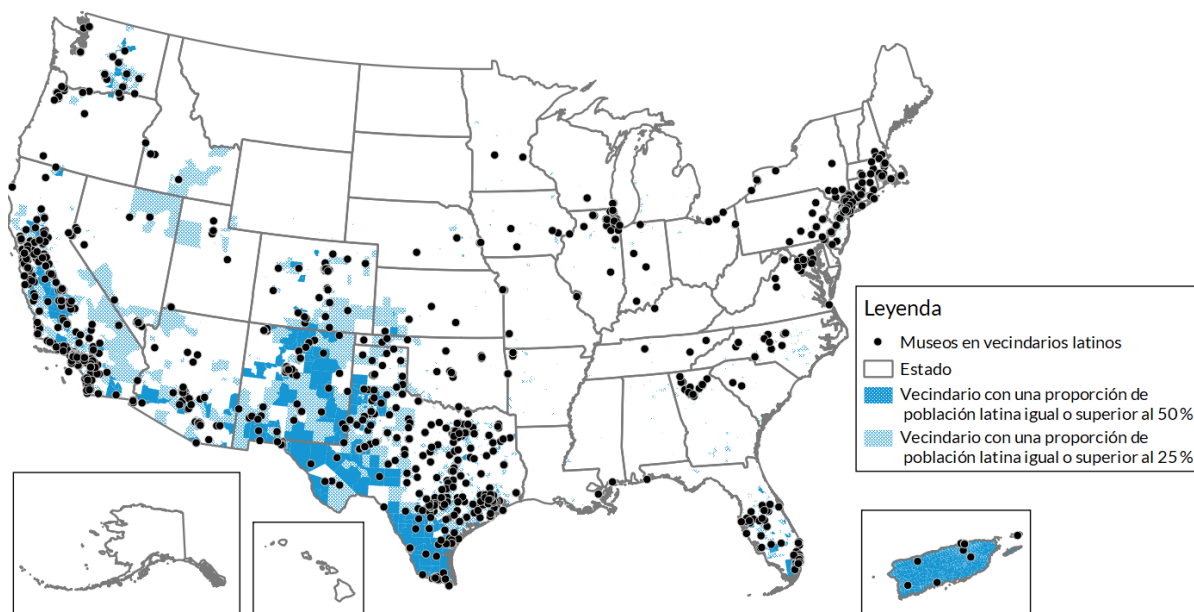 Leyenda
Museos en vecindarios latinos
Estado
Vecindario con una proporción de
población latina igual o superior al 50 %
Vecindario con una proporción de
población latina igual o superior al 25 %